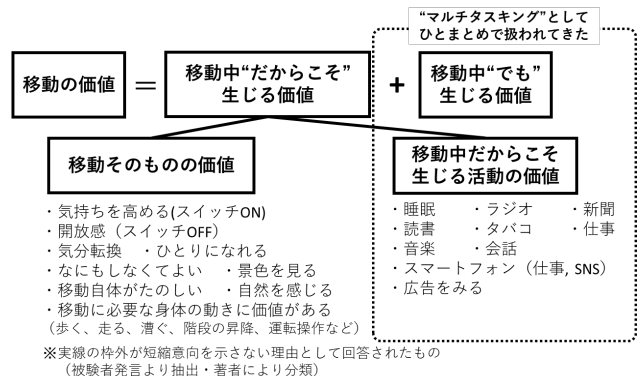 “マルチタスキング”として
ひとまとめで扱われてきた
移動の価値
=
移動中“だからこそ”
生じる価値
+
移動中“でも”
生じる価値
移動そのものの価値
移動中だからこそ
生じる活動の価値
・気持ちを高める(スイッチON)
・開放感（スイッチOFF）
・気分転換　・ひとりになれる
・なにもしなくてよい　・景色を見る
・移動自体がたのしい　・自然を感じる
・移動に必要な身体の動きに価値がある
（歩く、走る、漕ぐ、階段の昇降、運転操作など）
・睡眠　・ラジオ　・新聞
・読書　・タバコ　・仕事
・音楽　・会話
・スマートフォン（仕事, SNS）
・広告をみる
※実線の枠外が短縮意向を示さない理由として回答されたもの
（被験者発言より抽出・著者により分類）